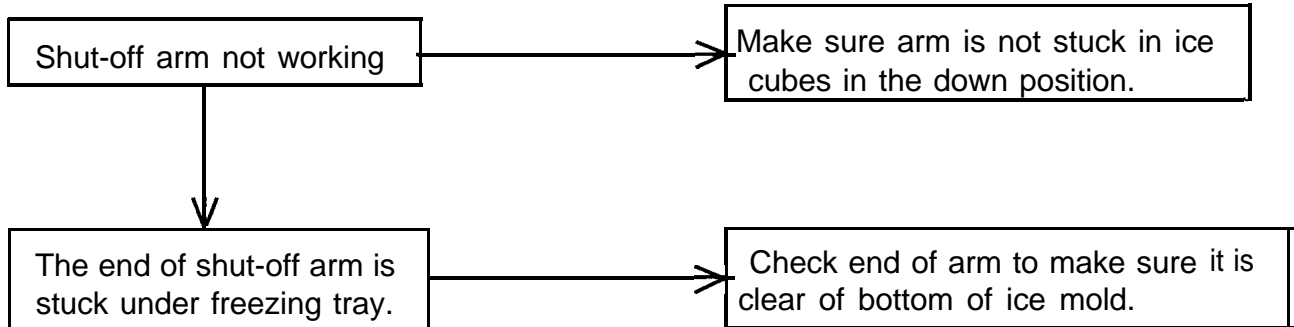 Shut-off arm not working
Make sure arm is not stuck in ice
cubes in the down position.
The end of shut-off arm is
stuck under freezing tray.
Check end of arm to make sure it is
clear of bottom of ice mold.